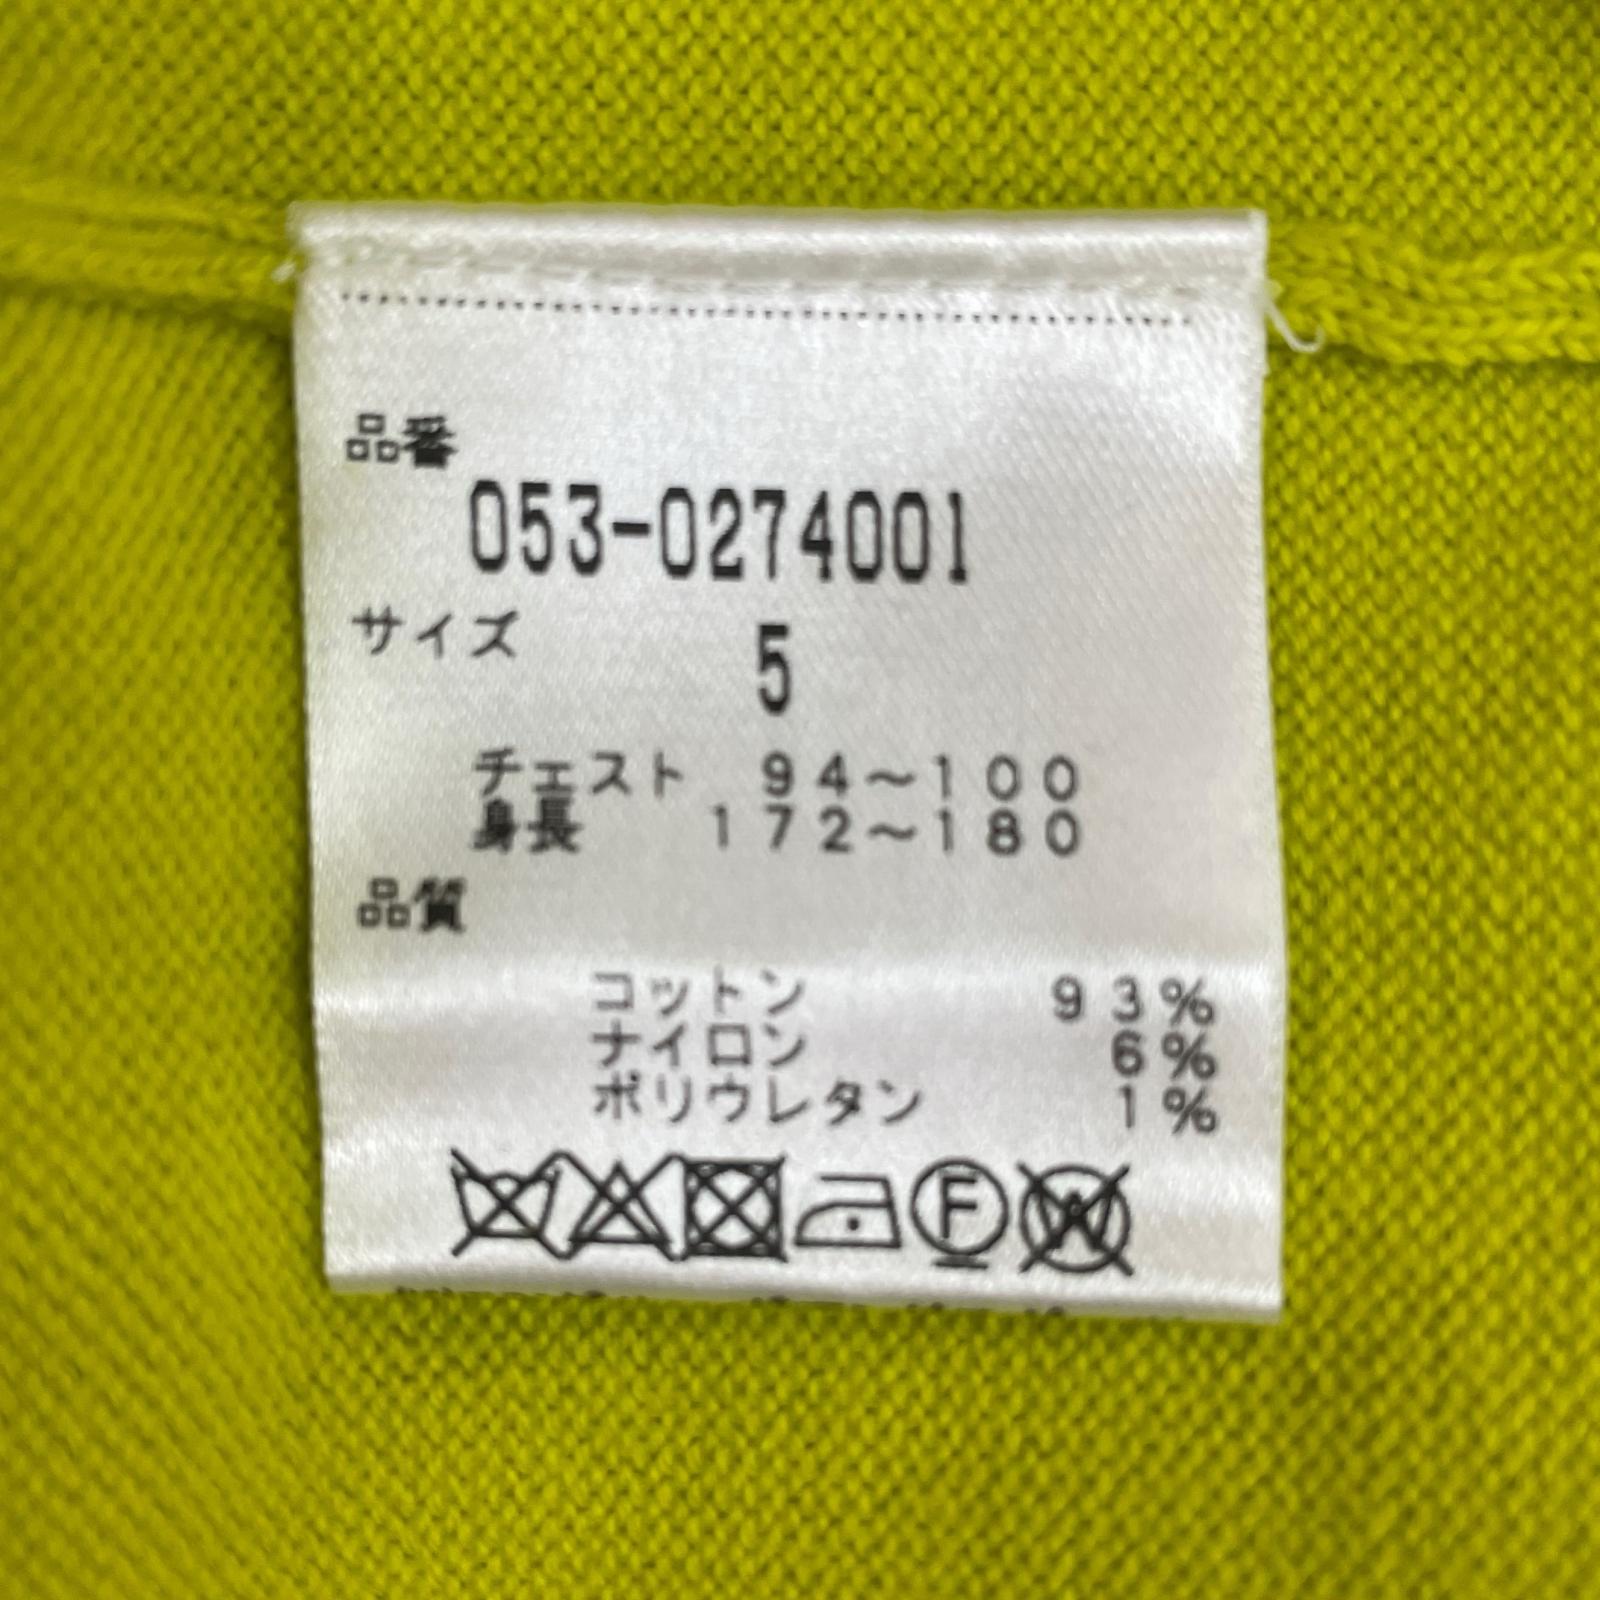 品番
053-0274001
サイズ 5
チェスト 94〜100
身長 172〜180
品質
コットン 93%
ナイロン 6%
ポリウレタン 1%
F W